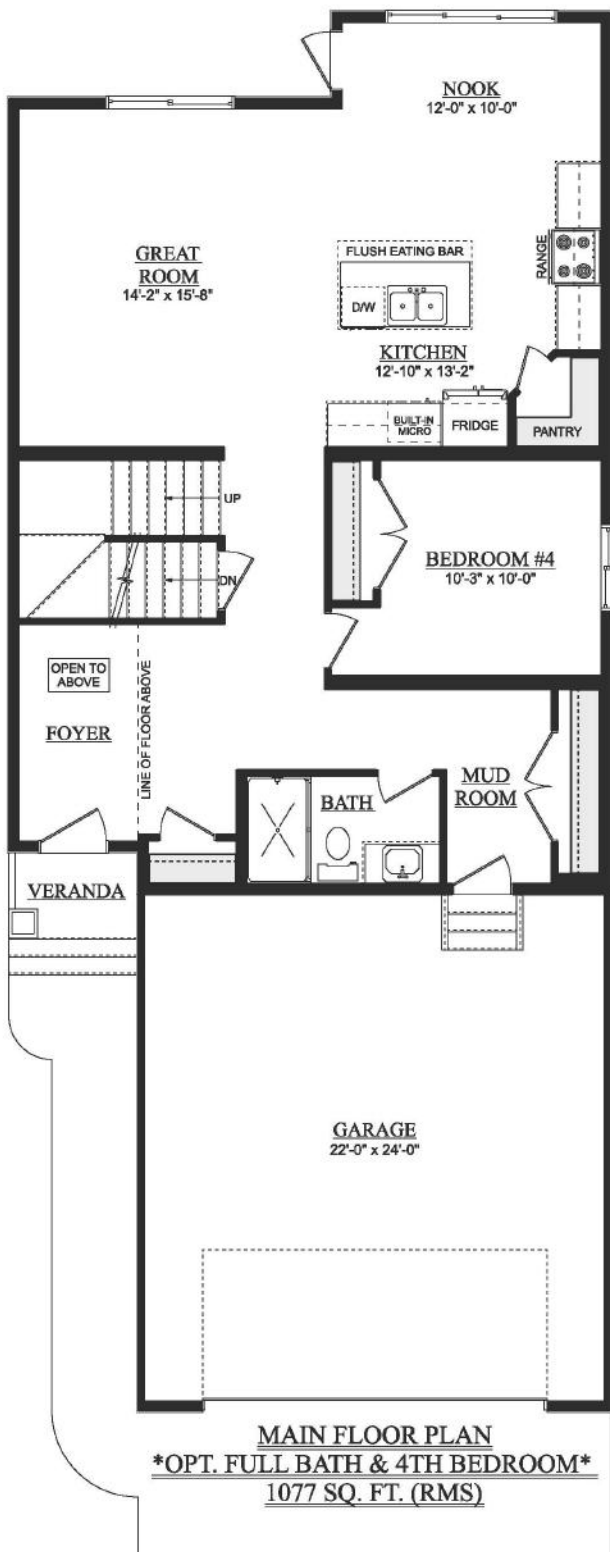 NOOK
12'-0" x 10'-0"
GREAT
ROOM
14'-2" x 15'-8"
FLUSH EATING BAR
D/W
RANGE
KITCHEN
12'-10" x 13'-2"
BUILT-IN
MICRO
FRIDGE
PANTRY
UP
DN
BEDROOM #4
10'-3" x 10'-0"
OPEN TO
ABOVE
FOYER
LINE OF FLOOR ABOVE
BATH
MUD
ROOM
VERANDA
GARAGE
22'-0" x 24'-0"
MAIN FLOOR PLAN
*OPT. FULL BATH & 4TH BEDROOM*
1077 SQ. FT. (RMS)